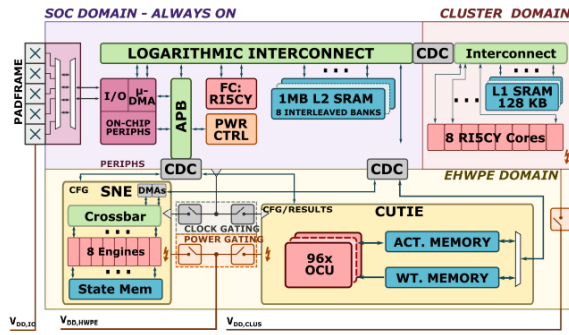 SOC DOMAIN - ALWAYS ON
CLUSTER DOMAIN
LOGARITHMIC INTERCONNECT
CDC
Interconnect
PADFRAME
I/O
μ-
DMA
ON-CHIP
PERIPHS
APB
FC:
RI5CY
PWR
CTRL
1MB L2 SRAM
8 INTERLEAVED BANKS
L1 SRAM
128 KB
8 RI5CY Cores
PERIPHS
CDC
CDC
EHWPE DOMAIN
CFG
SNE
DMAs
Crossbar
8 Engines
State Mem
CLOCK GATING
POWER GATING
CFG/RESULTS
CUTIE
96x
OCU
ACT. MEMORY
WT. MEMORY
VDD,IO
VDD,HWPE
VDD,CLUS